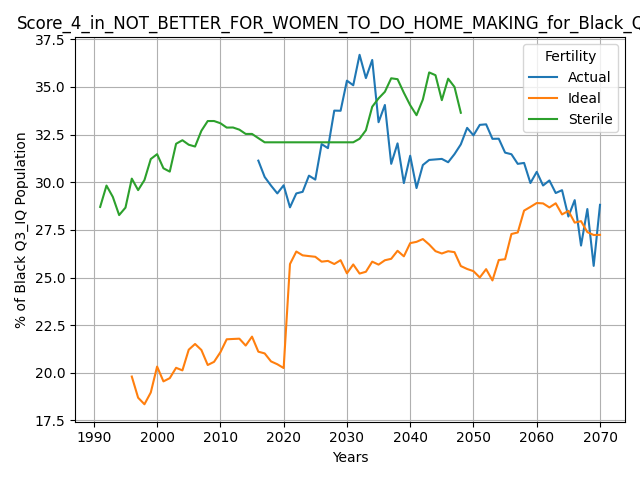 Score_4_in_NOT_BETTER_FOR_WOMEN_TO_DO_HOME_MAKING_for_Black_Q
37.5
35.0
32.5
30.0
27.5
25.0
22.5
20.0
17.5
% of Black Q3_IQ Population
Fertility
Actual
Ideal
Sterile
1990 2000 2010 2020 2030 2040 2050 2060 2070
Years